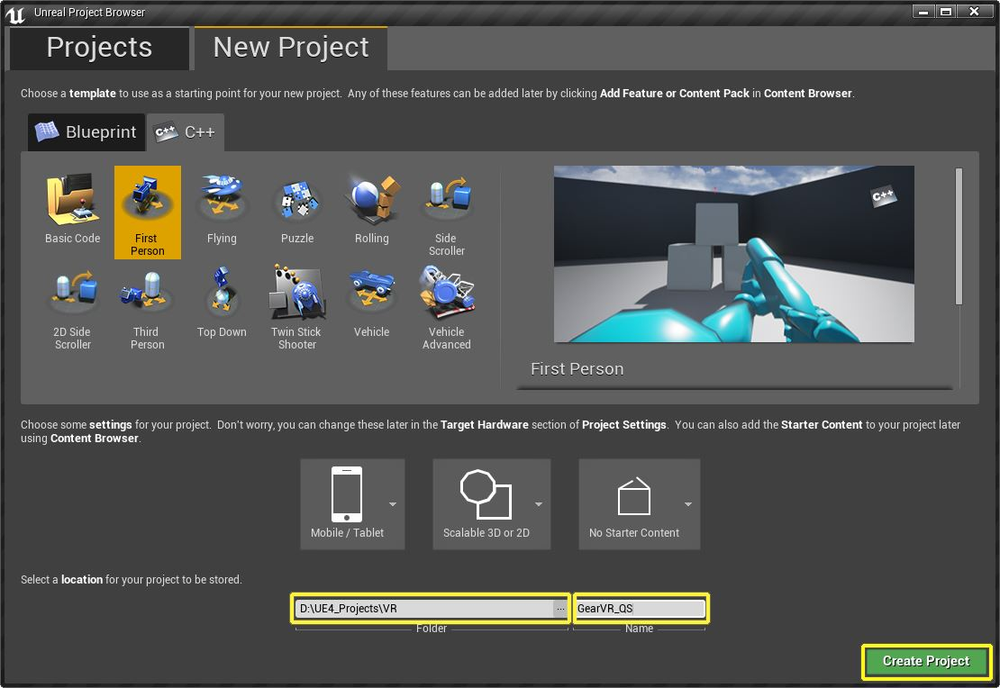 Unreal Project Browser
Projects
New Project
Choose a template to use as a starting point for your new project. Any of these features can be added later by clicking Add Feature or Content Pack in Content Browser.
Blueprint
C++
C++
Basic Code
First
Person
Flying
Puzzle
Rolling
Side
Scroller
2D Side
Scroller
Third
Person
Top Down
Twin Stick
Shooter
Vehicle
Vehicle
Advanced
C++
First Person
Choose some settings for your project. Don't worry, you can change these later in the Target Hardware section of Project Settings. You can also add the Starter Content to your project later
using Content Browser.
Mobile / Tablet
Scalable 3D or 2D
No Starter Content
Select a location for your project to be stored.
D:\UE4_Projects\VR
...
GearVR_QS
Folder
Name
Create Project